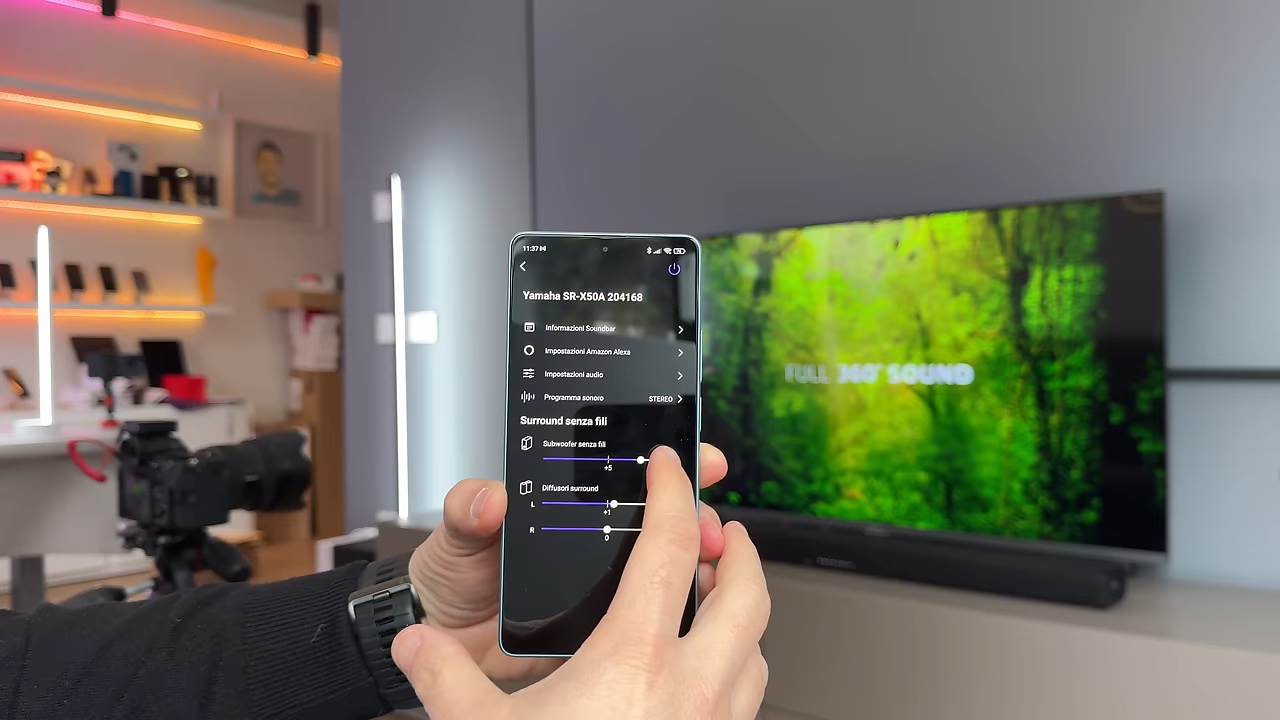 11:37
Yamaha SR-X50A 204168
Informazioni Soundbar
Impostazioni Amazon Alexa
Impostazioni audio
Programma sonoro STEREO
Surround senza fili
Subwoofer senza fili
+5
Diffusori surround
L
+1
R
0
FULL 360° SOUND